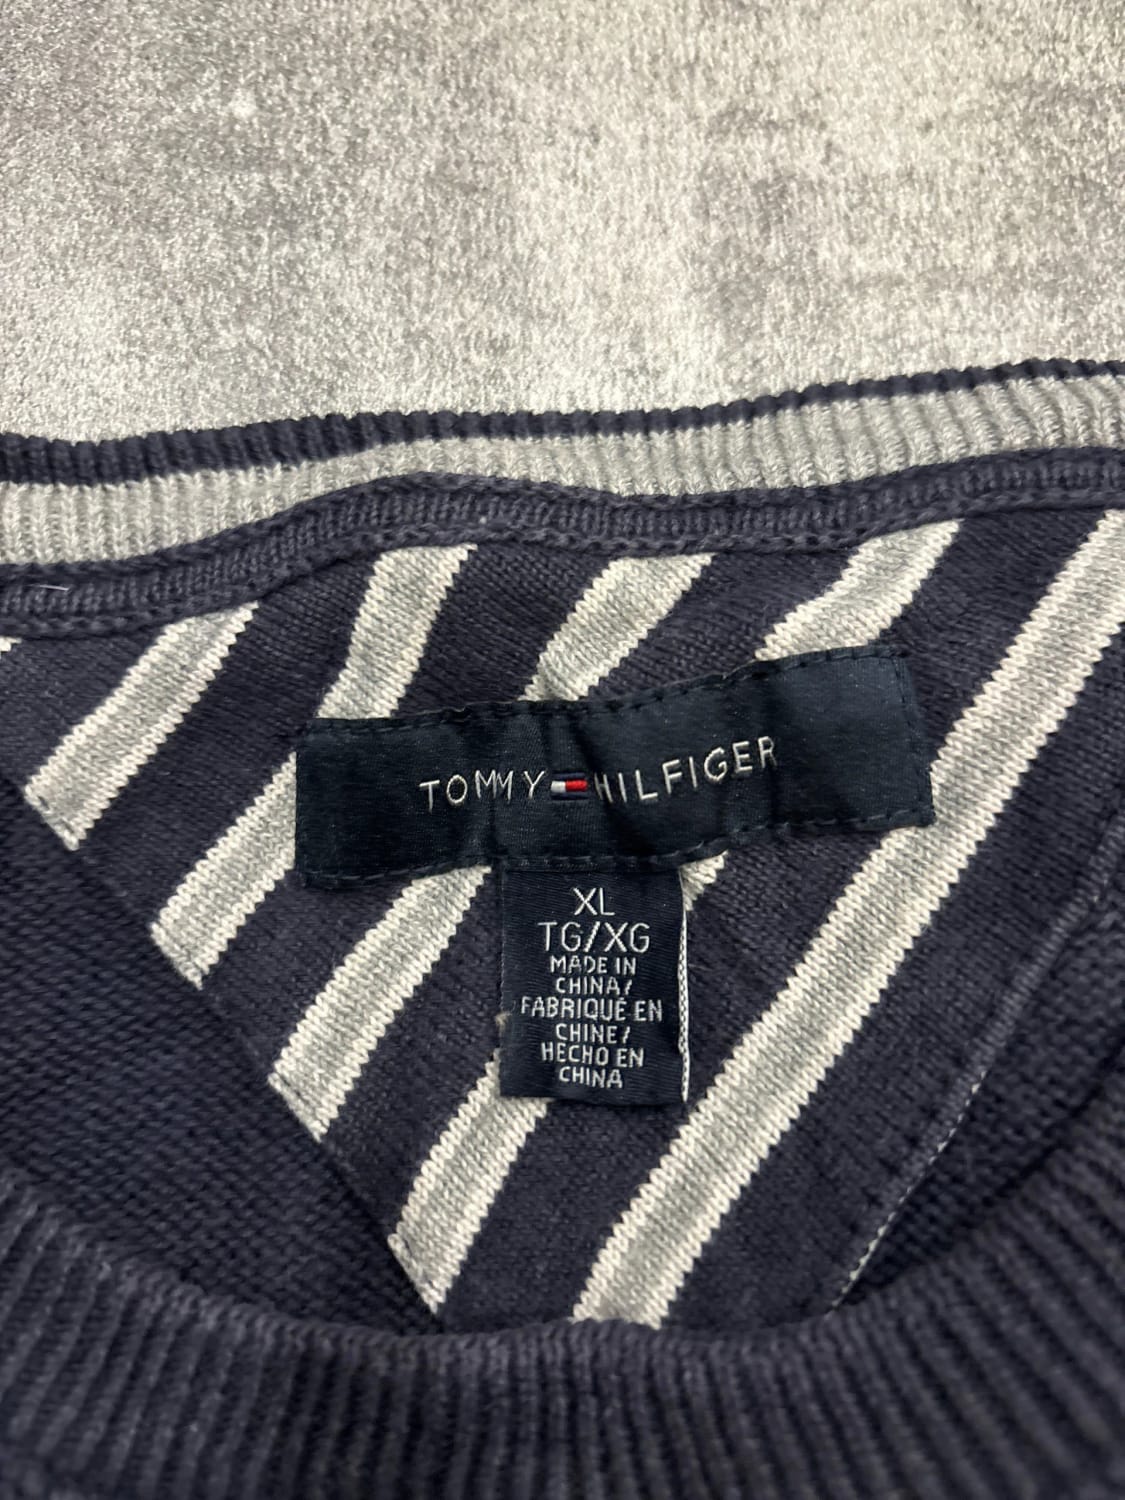 TOMMY HILFIGER
XL
TG/XG
MADE IN
CHINA/
FABRIQUÉ EN
CHINE/
HECHO EN
CHINA